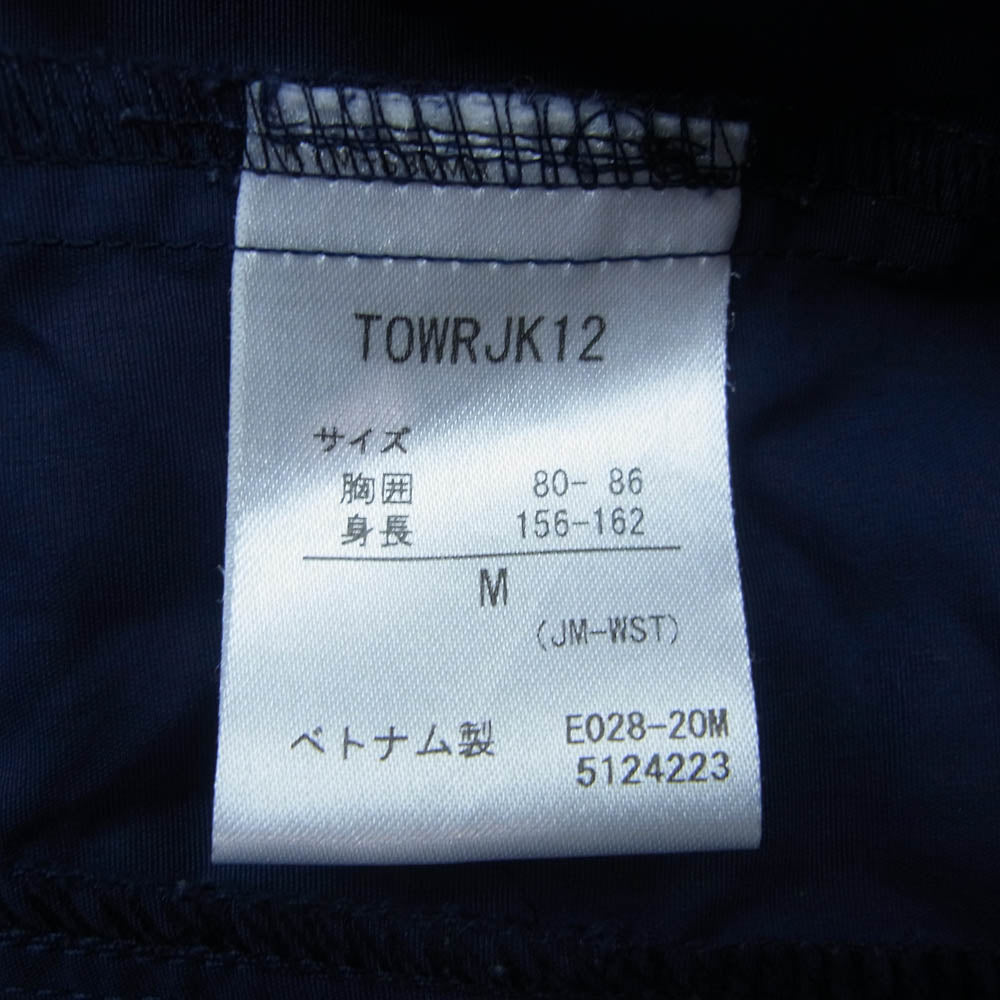 TOWRJK12
サイズ
胸囲 80- 86
身長 156-162
M
(JM-WST)
ベトナム製 E028-20M
5124223